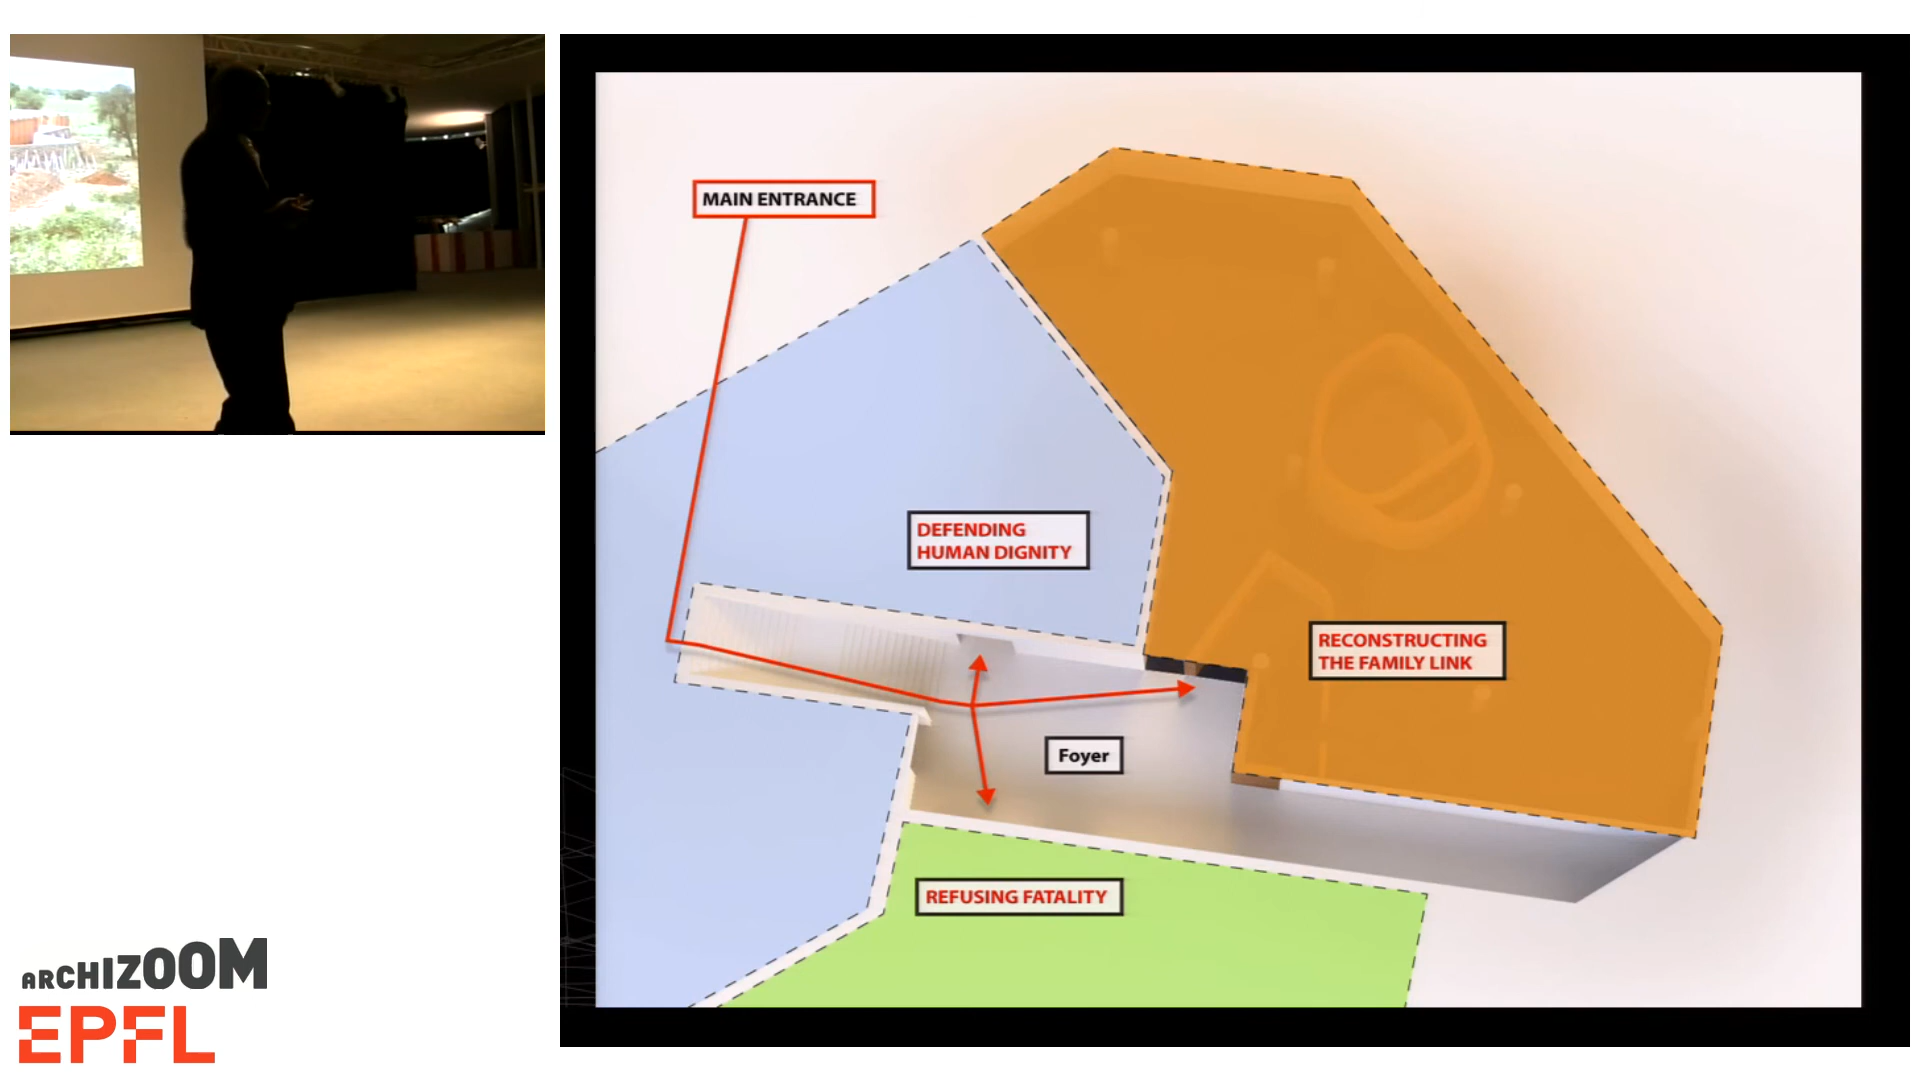 MAIN ENTRANCE
DEFENDING
HUMAN DIGNITY
RECONSTRUCTING
THE FAMILY LINK
Foyer
REFUSING FATALITY
ARCHIZOOM
EPFL